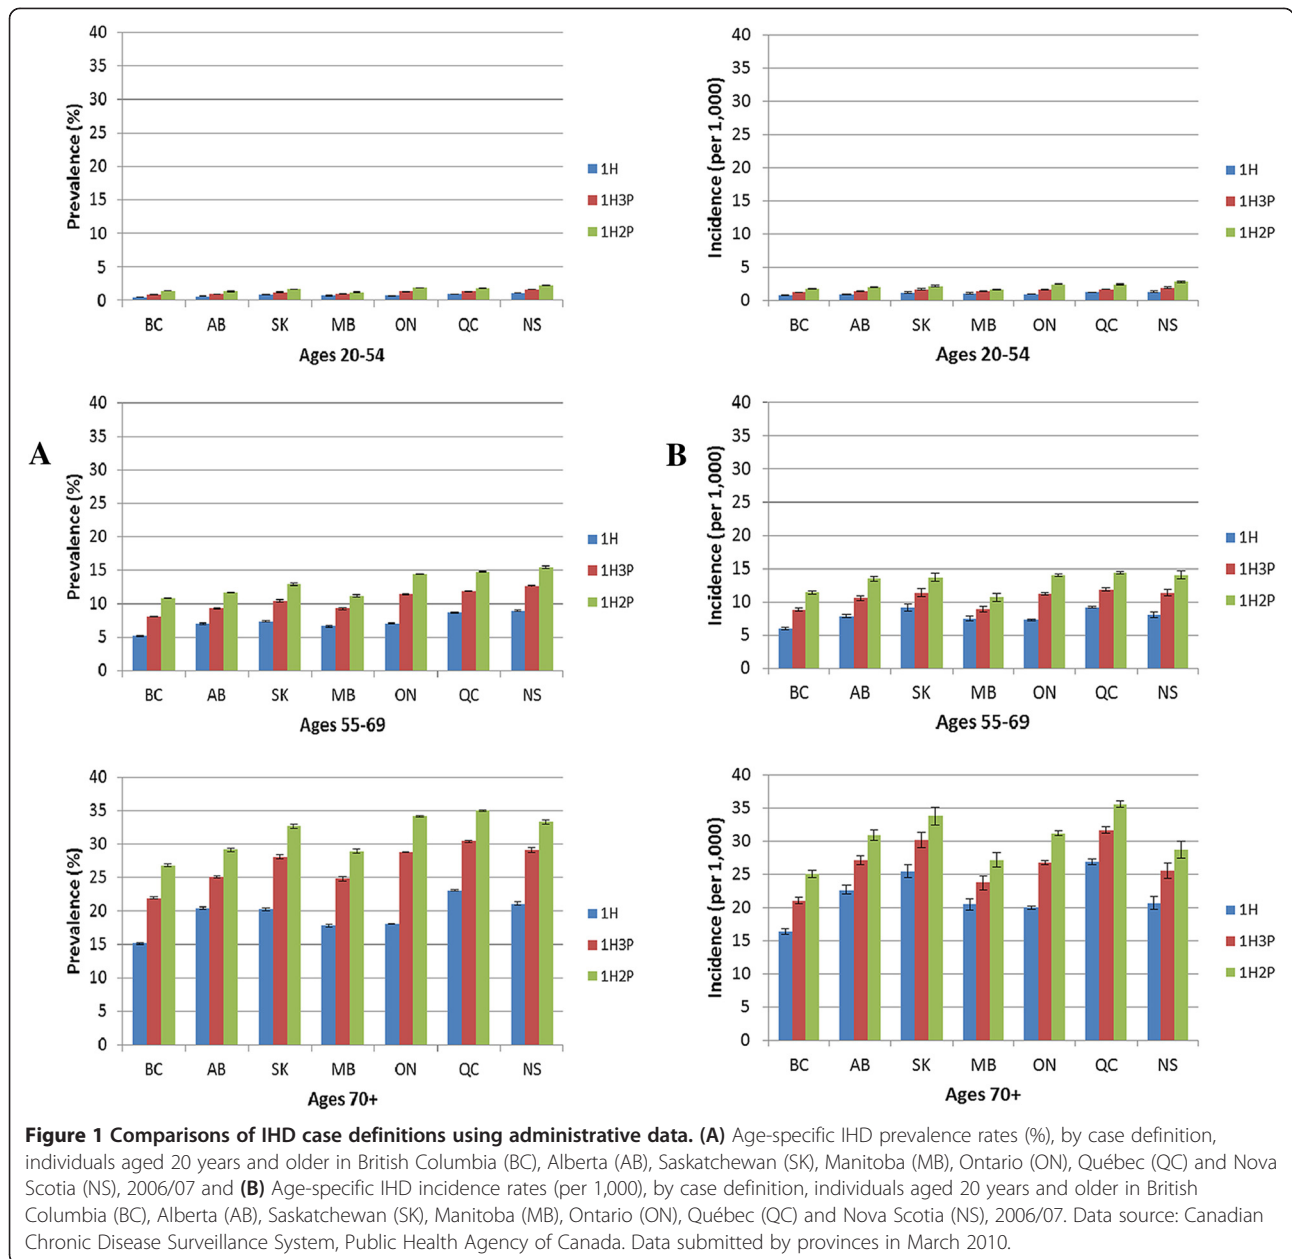 40
35
30
25
20
15
10
5
0
Prevalence (%)
BC AB SK MB ON QC NS
Ages 20-54
1H
1H3P
1H2P
40
35
30
25
20
15
10
5
0
Incidence (per 1,000)
BC AB SK MB ON QC NS
Ages 20-54
1H
1H3P
1H2P
A
40
35
30
25
20
15
10
5
0
Prevalence (%)
BC AB SK MB ON QC NS
Ages 55-69
1H
1H3P
1H2P
B
40
35
30
25
20
15
10
5
0
Incidence (per 1,000)
BC AB SK MB ON QC NS
Ages 55-69
1H
1H3P
1H2P
40
35
30
25
20
15
10
5
0
Prevalence (%)
BC AB SK MB ON QC NS
Ages 70+
1H
1H3P
1H2P
40
35
30
25
20
15
10
5
0
Incidence (per 1,000)
BC AB SK MB ON QC NS
Ages 70+
1H
1H3P
1H2P
Figure 1 Comparisons of IHD case definitions using administrative data. (A) Age-specific IHD prevalence rates (%), by case definition,
individuals aged 20 years and older in British Columbia (BC), Alberta (AB), Saskatchewan (SK), Manitoba (MB), Ontario (ON), Québec (QC) and Nova
Scotia (NS), 2006/07 and (B) Age-specific IHD incidence rates (per 1,000), by case definition, individuals aged 20 years and older in British
Columbia (BC), Alberta (AB), Saskatchewan (SK), Manitoba (MB), Ontario (ON), Québec (QC) and Nova Scotia (NS), 2006/07. Data source: Canadian
Chronic Disease Surveillance System, Public Health Agency of Canada. Data submitted by provinces in March 2010.